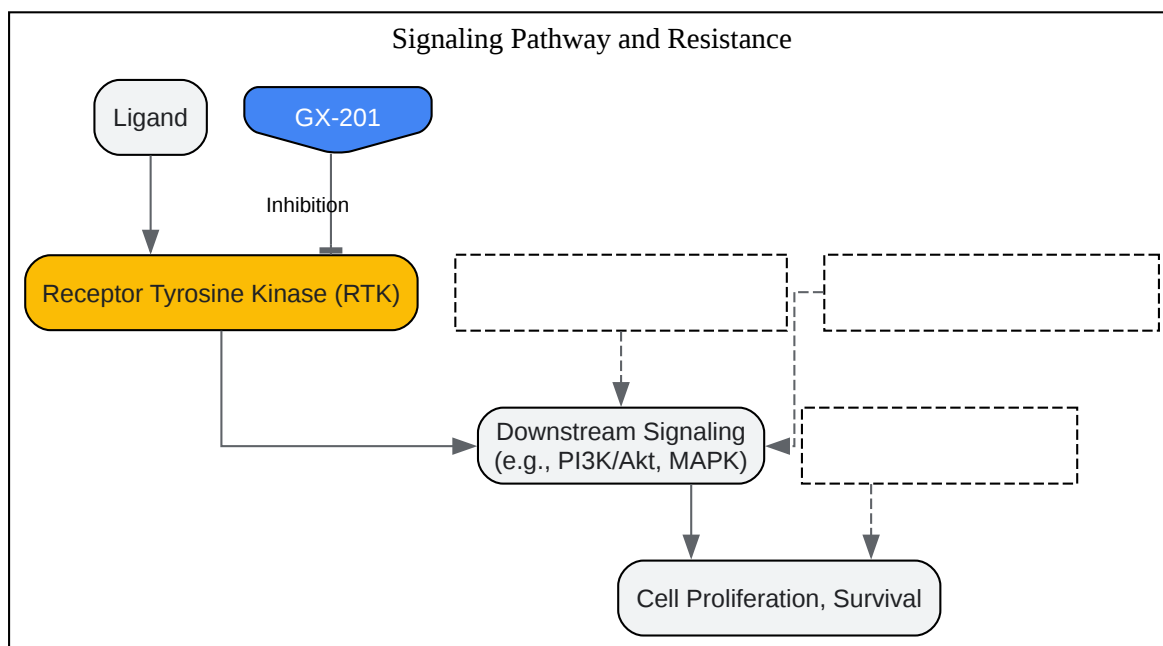 Signaling Pathway and Resistance
Ligand
GX-201
Inhibition
Receptor Tyrosine Kinase (RTK)
Downstream Signaling
(e.g., PI3K/Akt, MAPK)
Cell Proliferation, Survival